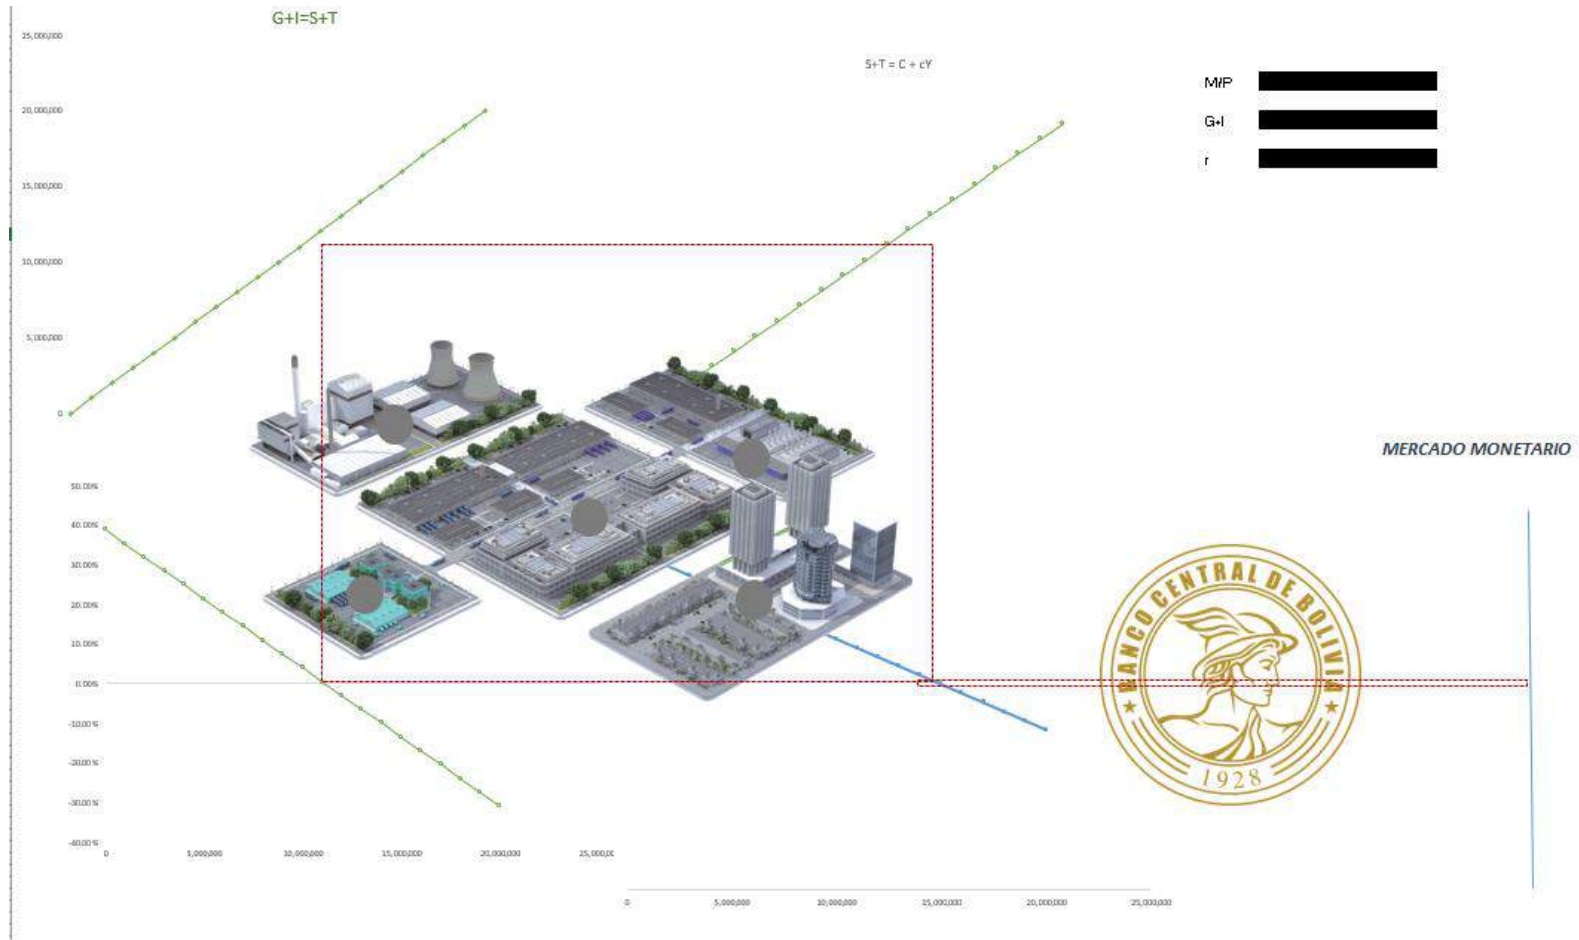 G+I=S+T
25,000,000
S+T = C + cY
M/P
20,000,000
G+I
r
15,000,000
10,000,000
5,000,000
0
MERCADO MONETARIO
50.00%
40.00%
30.00%
20.00%
10.00%
0.00%
-10.00%
-20.00%
-30.00%
-40.00%
BANCO CENTRAL DE BOLIVIA
1928
0 5,000,000 10,000,000 15,000,000 20,000,000
0 5,000,000 10,000,000 15,000,000 20,000,000 25,000,000